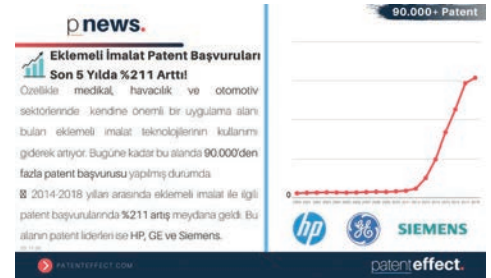 pnews.
90.000+ Patent
Eklemeli İmalat Patent Başvuruları
Son 5 Yılda %211 Arttı!
Özellikle medikal, havacılık ve otomotiv
sektörlerinde kendine önemli bir uygulama alanı
bulan eklemeli imalat teknolojilerinin kullanımı
giderek artıyor. Bugüne kadar bu alanda 90.000'den
fazla patent başvurusu yapılmış durumda.
2014-2018 yılları arasında eklemeli imalat ile ilgili
patent başvurularında %211 artış meydana geldi. Bu
alanın patent liderleri ise HP, GE ve Siemens.
0
hp
GE
SIEMENS
PATENTEFFECT.COM
patenteffect.